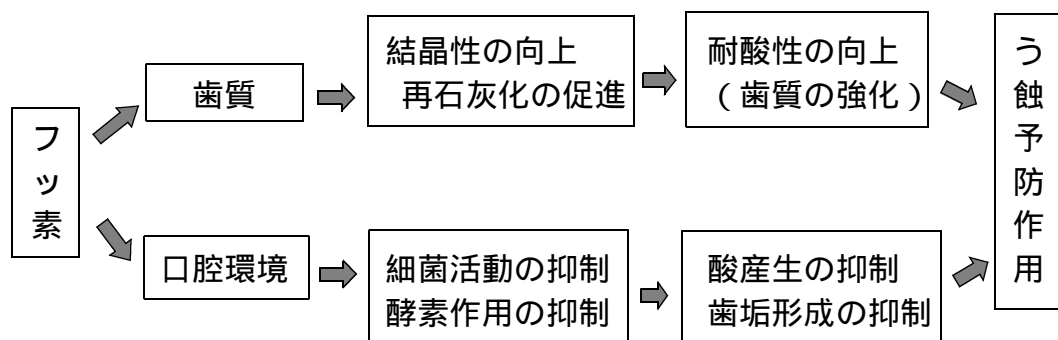 フッ素
歯質
結晶性の向上
再石灰化の促進
耐酸性の向上
（歯質の強化）
口腔環境
細菌活動の抑制
酵素作用の抑制
酸産生の抑制
歯垢形成の抑制
う蝕予防作用